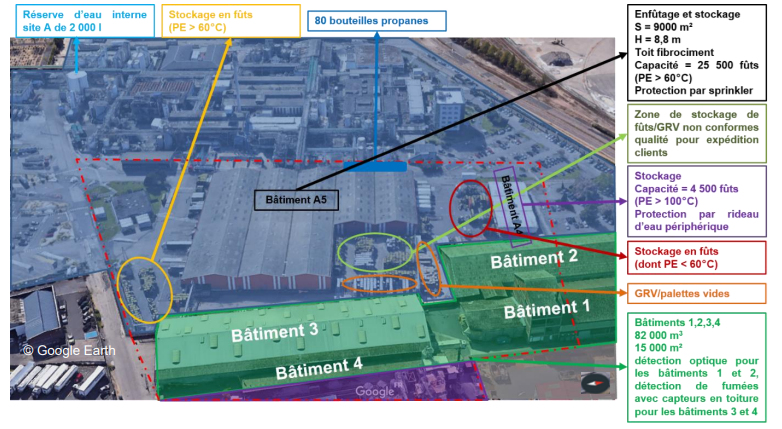 Réserve d'eau interne
site A de 2 000 l
Stockage en fûts
(PE > 60°C)
80 bouteilles propanes
Enfûtage et stockage
S = 9000 m²
H = 8,8 m
Toit fibrociment
Capacité = 25 500 fûts
(PE > 60°C)
Protection par sprinkler
Zone de stockage de
fûts/GRV non conformes
qualité pour expédition
clients
Stockage
Capacité = 4 500 fûts
(PE > 100°C)
Protection par rideau
d'eau périphérique
Stockage en fûts
(dont PE < 60°C)
GRV/palettes vides
Bâtiments 1,2,3,4
82 000 m³
15 000 m²
détection optique pour
les bâtiments 1 et 2,
détection de fumées
avec capteurs en toiture
pour les bâtiments 3 et 4
Bâtiment A5
Bâtiment A4
Bâtiment 2
Bâtiment 1
Bâtiment 3
Bâtiment 4
© Google Earth
Google